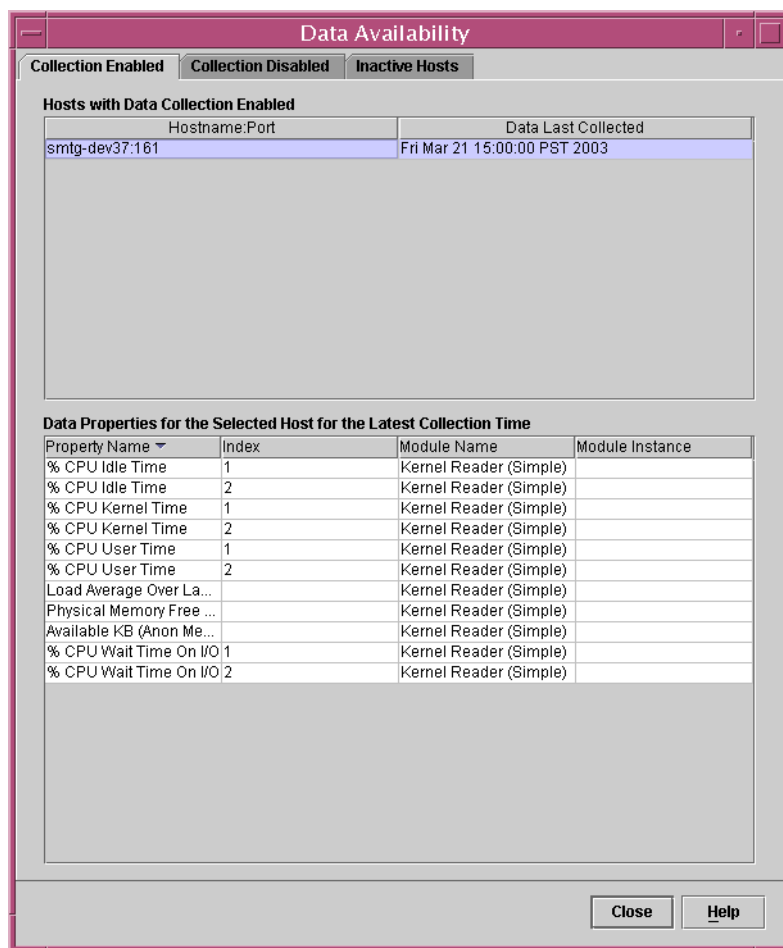 Data Availability
Collection Enabled Collection Disabled Inactive Hosts
Hosts with Data Collection Enabled
Hostname:Port Data Last Collected
smtg-dev37:161 Fri Mar 21 15:00:00 PST 2003
Data Properties for the Selected Host for the Latest Collection Time
Property Name Index Module Name Module Instance
% CPU Idle Time 1 Kernel Reader (Simple)
% CPU Idle Time 2 Kernel Reader (Simple)
% CPU Kernel Time 1 Kernel Reader (Simple)
% CPU Kernel Time 2 Kernel Reader (Simple)
% CPU User Time 1 Kernel Reader (Simple)
% CPU User Time 2 Kernel Reader (Simple)
Load Average Over La... Kernel Reader (Simple)
Physical Memory Free ... Kernel Reader (Simple)
Available KB (Anon Me... Kernel Reader (Simple)
% CPU Wait Time On I/O 1 Kernel Reader (Simple)
% CPU Wait Time On I/O 2 Kernel Reader (Simple)
Close Help